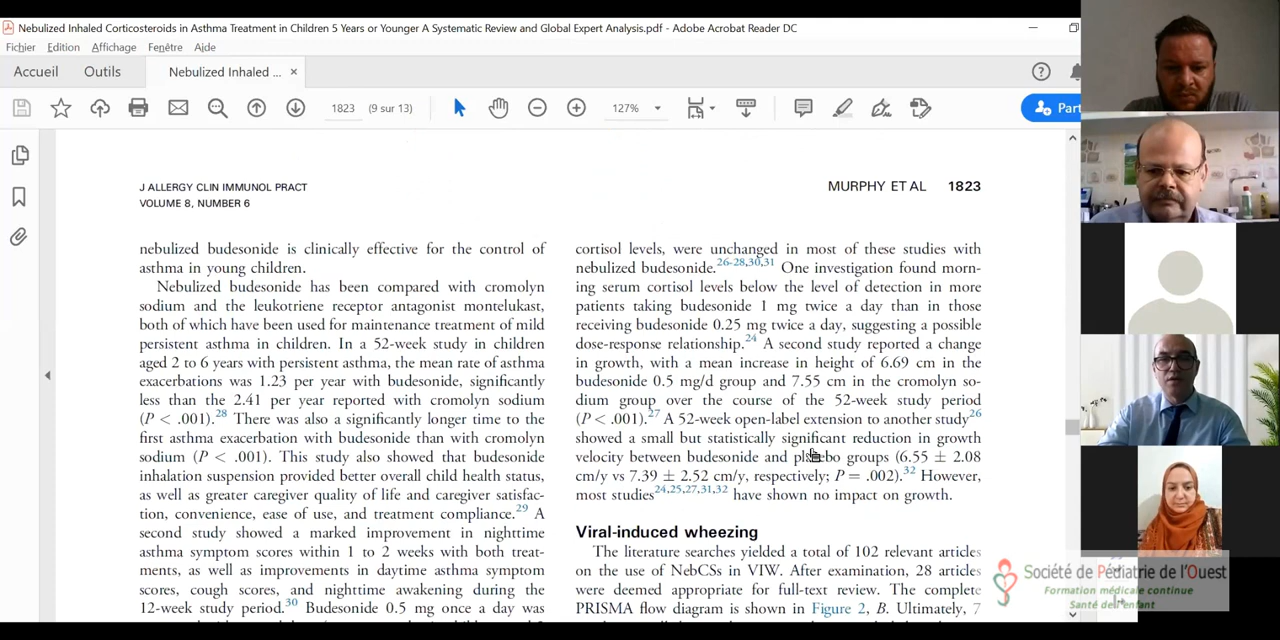 Nebulized Inhaled Corticosteroids in Asthma Treatment in Children 5 Years or Younger A Systematic Review and Global Expert Analysis.pdf - Adobe Acrobat Reader DC
Fichier Edition Affichage Fenêtre Aide
Accueil Outils Nebulized Inhaled ... ×
1823 (9 sur 13) 127% Part
J ALLERGY CLIN IMMUNOL PRACT
VOLUME 8, NUMBER 6
MURPHY ET AL 1823
nebulized budesonide is clinically effective for the control of
asthma in young children.
Nebulized budesonide has been compared with cromolyn
sodium and the leukotriene receptor antagonist montelukast,
both of which have been used for maintenance treatment of mild
persistent asthma in children. In a 52-week study in children
aged 2 to 6 years with persistent asthma, the mean rate of asthma
exacerbations was 1.23 per year with budesonide, significantly
less than the 2.41 per year reported with cromolyn sodium
(P < .001).28 There was also a significantly longer time to the
first asthma exacerbation with budesonide than with cromolyn
sodium (P < .001). This study also showed that budesonide
inhalation suspension provided better overall child health status,
as well as greater caregiver quality of life and caregiver satisfac-
tion, convenience, ease of use, and treatment compliance.29 A
second study showed a marked improvement in nighttime
asthma symptom scores within 1 to 2 weeks with both treat-
ments, as well as improvements in daytime asthma symptom
scores, cough scores, and nighttime awakening during the
12-week study period.30 Budesonide 0.5 mg once a day was
cortisol levels, were unchanged in most of these studies with
nebulized budesonide.26-28,30,31 One investigation found morn-
ing serum cortisol levels below the level of detection in more
patients taking budesonide 1 mg twice a day than in those
receiving budesonide 0.25 mg twice a day, suggesting a possible
dose-response relationship.24 A second study reported a change
in growth, with a mean increase in height of 6.69 cm in the
budesonide 0.5 mg/d group and 7.55 cm in the cromolyn so-
dium group over the course of the 52-week study period
(P < .001).27 A 52-week open-label extension to another study26
showed a small but statistically significant reduction in growth
velocity between budesonide and placebo groups (6.55 ± 2.08
cm/y vs 7.39 ± 2.52 cm/y, respectively; P = .002).32 However,
most studies24,25,27,31,32 have shown no impact on growth.
Viral-induced wheezing
The literature searches yielded a total of 102 relevant articles
on the use of NebCSs in VIW. After examination, 28 articles
were deemed appropriate for full-text review. The complete
PRISMA flow diagram is shown in Figure 2, B. Ultimately, 7
Société de Pédiatrie de l'Ouest
Formation médicale continue
Santé de l'enfant